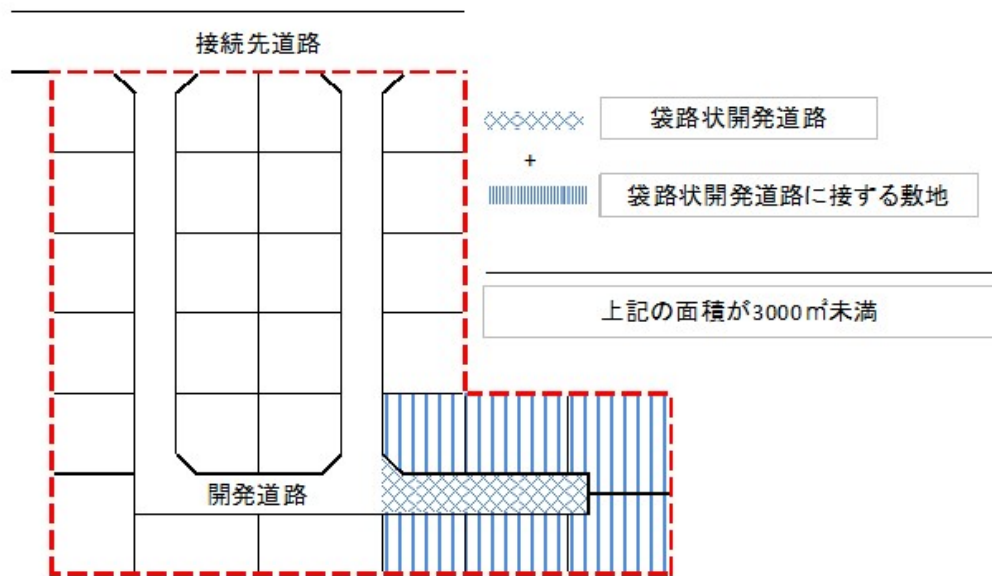 接続先道路
袋路状開発道路
+
袋路状開発道路に接する敷地
上記の面積が3000㎡未満
開発道路